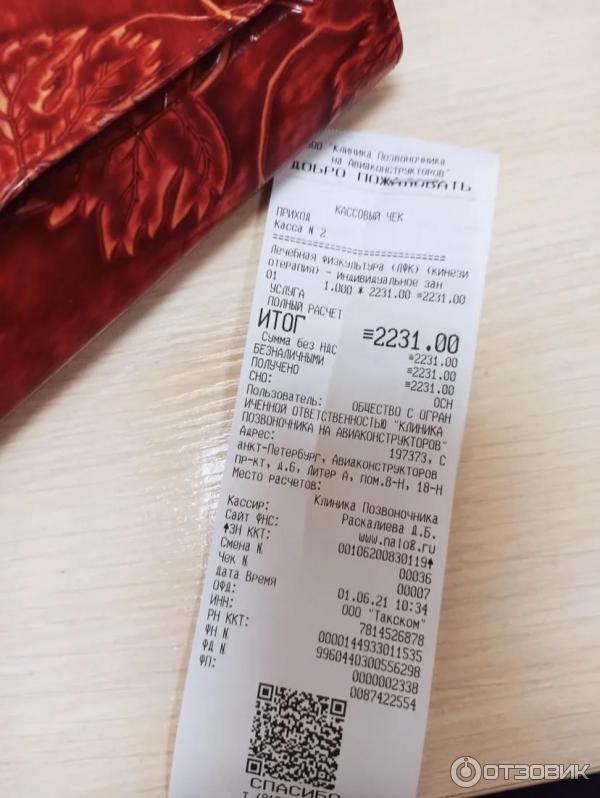 ООО "Клиника Позвоночника
на Авиаконструкторов"
ДОБРО ПОЖАЛОВАТЬ
КАССОВЫЙ ЧЕК
ПРИХОД
Касса N 2
==============================
Лечебная физкультура (ЛФК) (кинези
отерапия) - индивидуальное зан
01 1.000 * 2231.00 =2231.00
УСЛУГА
ПОЛНЫЙ РАСЧЕТ
ИТОГ =2231.00
Сумма без НДС =2231.00
БЕЗНАЛИЧНЫМИ =2231.00
ПОЛУЧЕНО =2231.00
СНО: ОСН
Пользователь: ОБЩЕСТВО С ОГРАН
ИЧЕННОЙ ОТВЕТСТВЕННОСТЬЮ "КЛИНИКА
ПОЗВОНОЧНИКА НА АВИАКОНСТРУКТОРОВ"
Адрес: 197373, С
анкт-Петербург, Авиаконструкторов
пр-кт, д.6, Литер А, пом.8-Н, 18-Н
Место расчетов:
Клиника Позвоночника
Кассир: Раскалиева Д.Б.
Сайт ФНС: www.nalog.ru
ЗН ККТ: 00106200830119
Смена N 00036
Чек N 00007
Дата Время 01.06.21 10:34
ОФД: ООО "Такском"
ИНН: 7814526878
РН ККТ: 0000144933011535
ФН N 9960440300556298
ФД N 0000002338
ФП: 0087422554
СПАСИБО
ОТЗОВИК